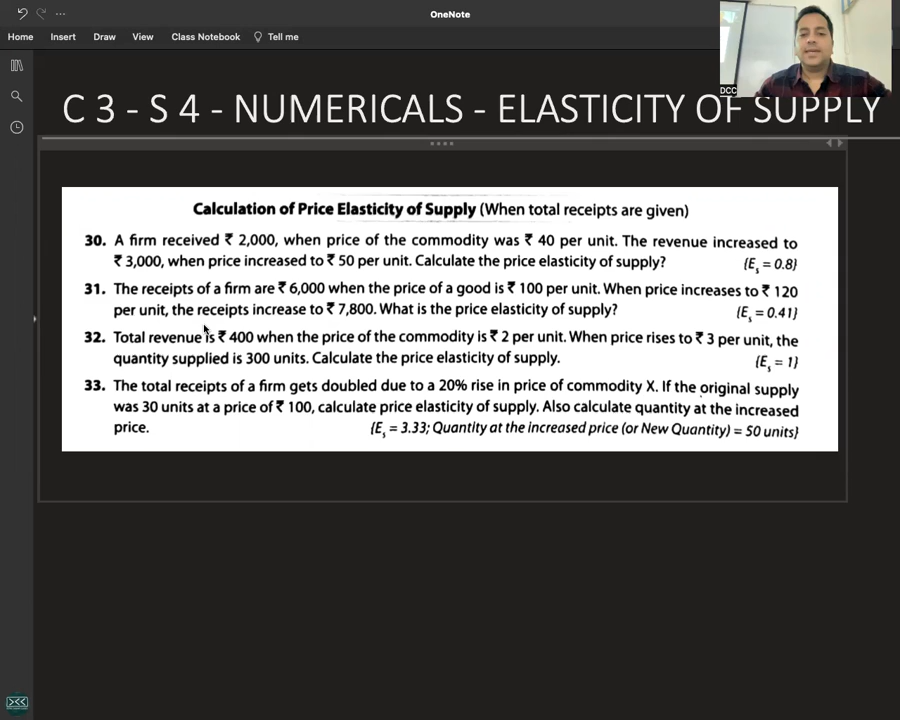 OneNote
Home Insert Draw View Class Notebook Tell me
DCC
C 3 - S 4 - NUMERICALS - ELASTICITY OF SUPPLY
Calculation of Price Elasticity of Supply (When total receipts are given)
30. A firm received ₹ 2,000, when price of the commodity was ₹ 40 per unit. The revenue increased to
₹ 3,000, when price increased to ₹ 50 per unit. Calculate the price elasticity of supply? {Es = 0.8}
31. The receipts of a firm are ₹ 6,000 when the price of a good is ₹ 100 per unit. When price increases to ₹ 120
per unit, the receipts increase to ₹ 7,800. What is the price elasticity of supply? {Es = 0.41}
32. Total revenue is ₹ 400 when the price of the commodity is ₹ 2 per unit. When price rises to ₹ 3 per unit, the
quantity supplied is 300 units. Calculate the price elasticity of supply. {Es = 1}
33. The total receipts of a firm gets doubled due to a 20% rise in price of commodity X. If the original supply
was 30 units at a price of ₹ 100, calculate price elasticity of supply. Also calculate quantity at the increased
price. {Es = 3.33; Quantity at the increased price (or New Quantity) = 50 units}